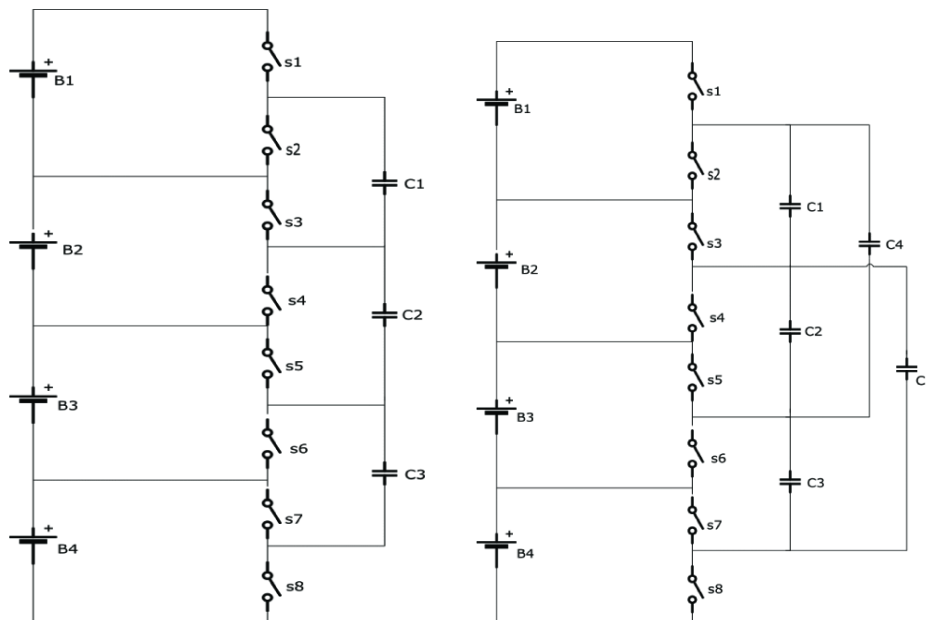 +
B1
s1
s2
C1
+
B2
s3
s4
C2
+
B3
s5
s6
C3
+
B4
s7
s8
+
B1
s1
s2
C1
+
B2
s3
C4
s4
C2
C
+
B3
s5
s6
C3
+
B4
s7
s8